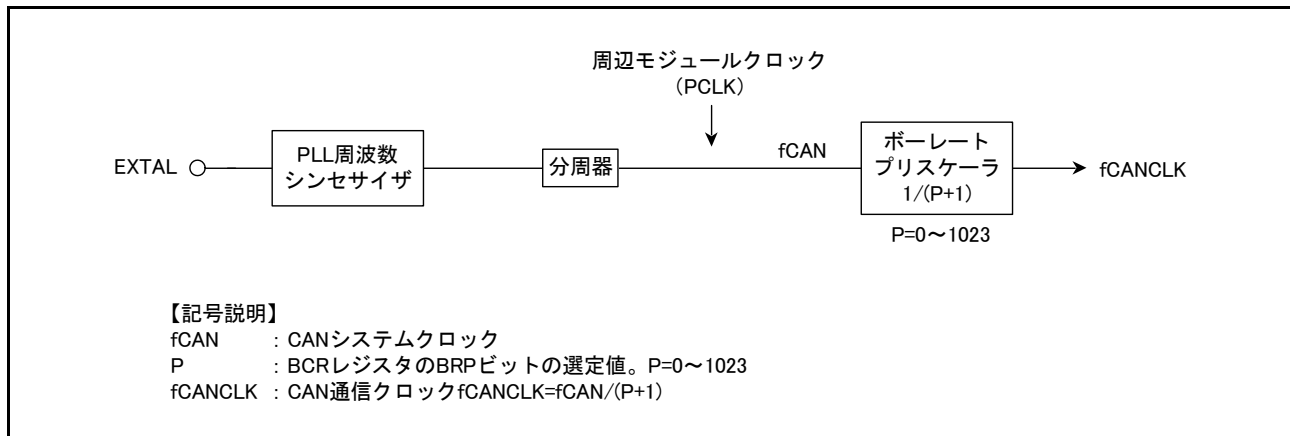 周辺モジュールクロック
(PCLK)
EXTAL
PLL周波数
シンセサイザ
分周器
fCAN
ボーレート
プリスケーラ
1/(P+1)
fCANCLK
P=0～1023
【記号説明】
fCAN : CANシステムクロック
P : BCRレジスタのBRPビットの選定値。P=0～1023
fCANCLK : CAN通信クロックfCANCLK=fCAN/(P+1)